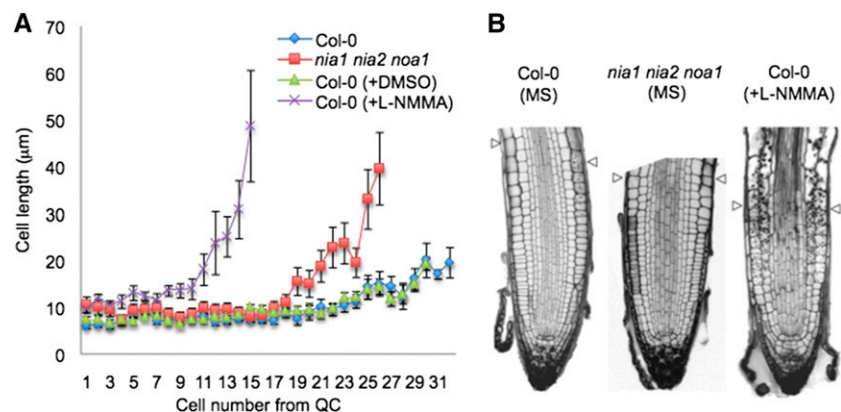 A
B
70
60
50
40
30
20
10
0
Cell length (μm)
Col-0
nia1 nia2 noa1
Col-0 (+DMSO)
Col-0 (+L-NMMA)
1 3 5 7 9 11 13 15 17 19 21 23 25 27 29 31
Cell number from QC
Col-0
(MS)
nia1 nia2 noa1
(MS)
Col-0
(+L-NMMA)